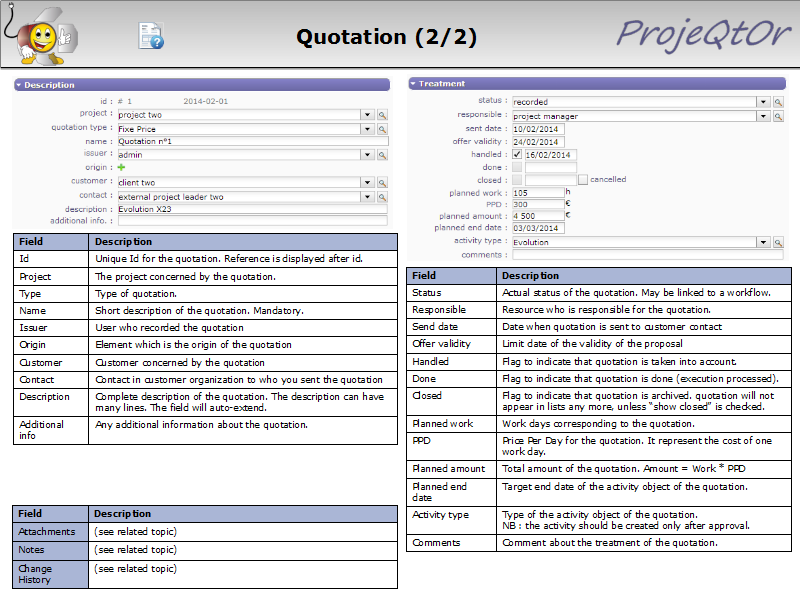 Quotation (2/2)
ProjeQtOr
Description
id : # 1 2014-02-01
project : project two
quotation type : Fixe Price
name : Quotation n°1
issuer : admin
origin :
customer : client two
contact : external project leader two
description : Evolution X23
additional info. :
Field Description
Id Unique Id for the quotation. Reference is displayed after id.
Project The project concerned by the quotation.
Type Type of quotation.
Name Short description of the quotation. Mandatory.
Issuer User who recorded the quotation
Origin Element which is the origin of the quotation
Customer Customer concerned by the quotation
Contact Contact in customer organization to who you sent the quotation
Description Complete description of the quotation. The description can have
many lines. The field will auto-extend.
Additional Any additional information about the quotation.
info
Field Description
Attachments (see related topic)
Notes (see related topic)
Change (see related topic)
History
Treatment
status : recorded
responsible : project manager
sent date : 10/02/2014
offer validity : 24/02/2014
handled : 16/02/2014
done :
closed : cancelled
planned work : 105 h
PPD : 300 €
planned amount : 4 500 €
planned end date : 03/03/2014
activity type : Evolution
comments :
Field Description
Status Actual status of the quotation. May be linked to a workflow.
Responsible Resource who is responsible for the quotation.
Send date Date when quotation is sent to customer contact
Offer validity Limit date of the validity of the proposal
Handled Flag to indicate that quotation is taken into account.
Done Flag to indicate that quotation is done (execution processed).
Closed Flag to indicate that quotation is archived. quotation will not
appear in lists any more, unless “show closed” is checked.
Planned work Work days corresponding to the quotation.
PPD Price Per Day for the quotation. It represent the cost of one
work day.
Planned amount Total amount of the quotation. Amount = Work * PPD
Planned end Target end date of the activity object of the quotation.
date
Activity type Type of the activity object of the quotation.
NB : the activity should be created only after approval.
Comments Comment about the treatment of the quotation.